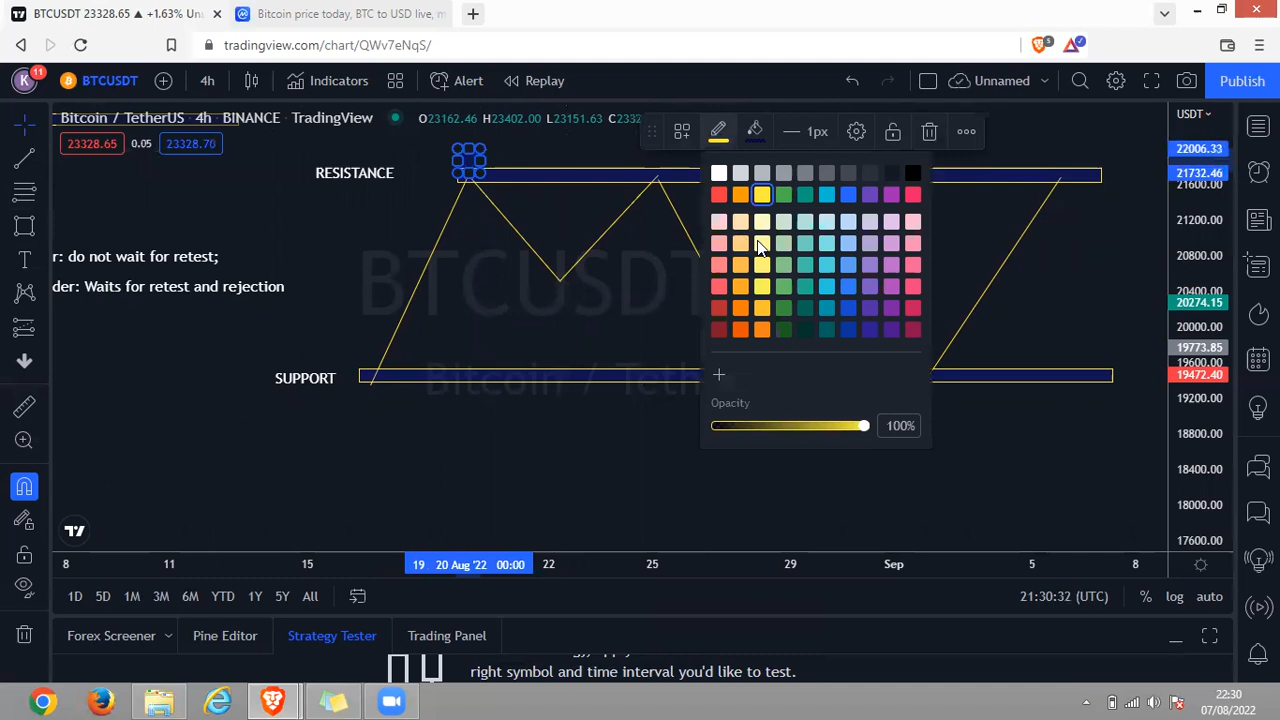 BTCUSDT 23328.65 ▲ +1.63% Un
Bitcoin price today, BTC to USD live, m
tradingview.com/chart/QWv7eNqS/
5
K
11
BTCUSDT
4h
Indicators
Alert
Replay
Unnamed
Publish
Bitcoin / TetherUS · 4h · BINANCE · TradingView
O23162.46 H23402.00 L23151.63 C232
23328.65 0.05 23328.70
1px
RESISTANCE
r: do not wait for retest;
der: Waits for retest and rejection
BTCUSDT
SUPPORT
Bitcoin / Tethe
Opacity
100%
USDT
22006.33
21732.46
21600.00
21200.00
20800.00
20400.00
20274.15
20000.00
19773.85
19600.00
19472.40
19200.00
18800.00
18400.00
18000.00
17600.00
8 11 15 19 20 Aug '22 00:00 22 25 29 Sep 5 8
1D 5D 1M 3M 6M YTD 1Y 5Y All
21:30:32 (UTC) % log auto
Forex Screener Pine Editor Strategy Tester Trading Panel
right symbol and time interval you'd like to test.
22:30
07/08/2022